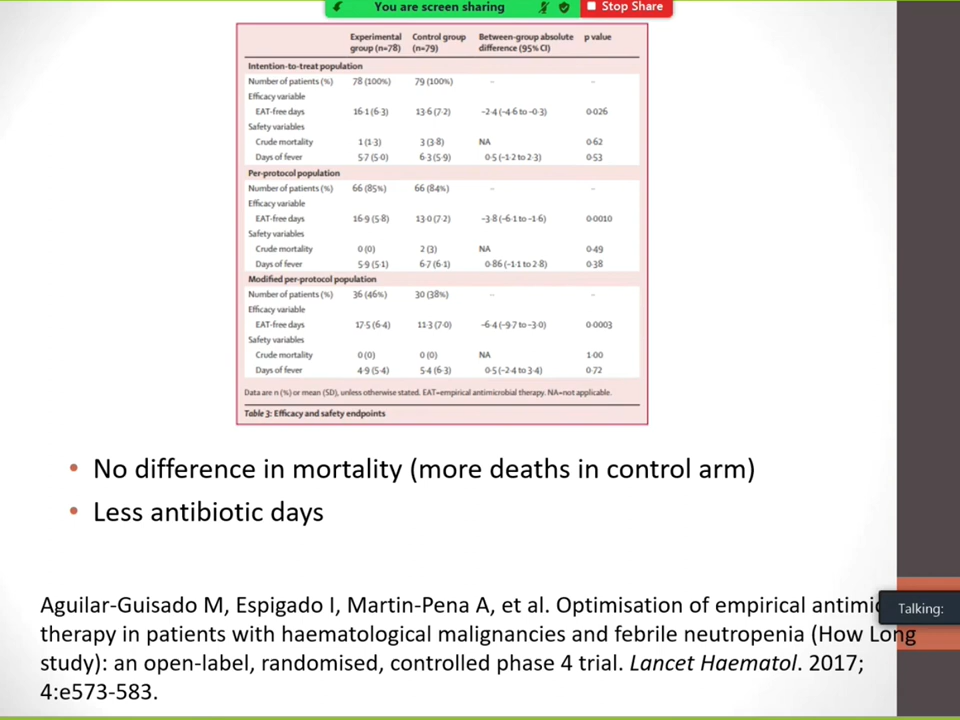 You are screen sharing
Stop Share
Experimental group (n=78) Control group (n=79) Between-group absolute difference (95% CI) p value
Intention-to-treat population
Number of patients (%) 78 (100%) 79 (100%) – –
Efficacy variable
EAT-free days 16·1 (6·3) 13·6 (7·2) –2·4 (–4·6 to –0·3) 0·026
Safety variables
Crude mortality 1 (1·3) 3 (3·8) NA 0·62
Days of fever 5·7 (5·0) 6·3 (5·9) 0·5 (–1·2 to 2·3) 0·53
Per-protocol population
Number of patients (%) 66 (85%) 66 (84%) – –
Efficacy variable
EAT-free days 16·9 (5·8) 13·0 (7·2) –3·8 (–6·1 to –1·6) 0·0010
Safety variables
Crude mortality 0 (0) 2 (3) NA 0·49
Days of fever 5·9 (5·1) 6·7 (6·1) 0·86 (–1·1 to 2·8) 0·38
Modified per-protocol population
Number of patients (%) 36 (46%) 30 (38%) – –
Efficacy variable
EAT-free days 17·5 (6·4) 11·3 (7·0) –6·4 (–9·7 to –3·0) 0·0003
Safety variables
Crude mortality 0 (0) 0 (0) NA 1·00
Days of fever 4·9 (5·4) 5·4 (6·3) 0·5 (–2·4 to 3·4) 0·72
Data are n (%) or mean (SD), unless otherwise stated. EAT=empirical antimicrobial therapy. NA=not applicable.
Table 3: Efficacy and safety endpoints
• No difference in mortality (more deaths in control arm)
• Less antibiotic days
Aguilar-Guisado M, Espigado I, Martin-Pena A, et al. Optimisation of empirical antimic
Talking:
therapy in patients with haematological malignancies and febrile neutropenia (How Long
study): an open-label, randomised, controlled phase 4 trial. Lancet Haematol. 2017;
4:e573-583.